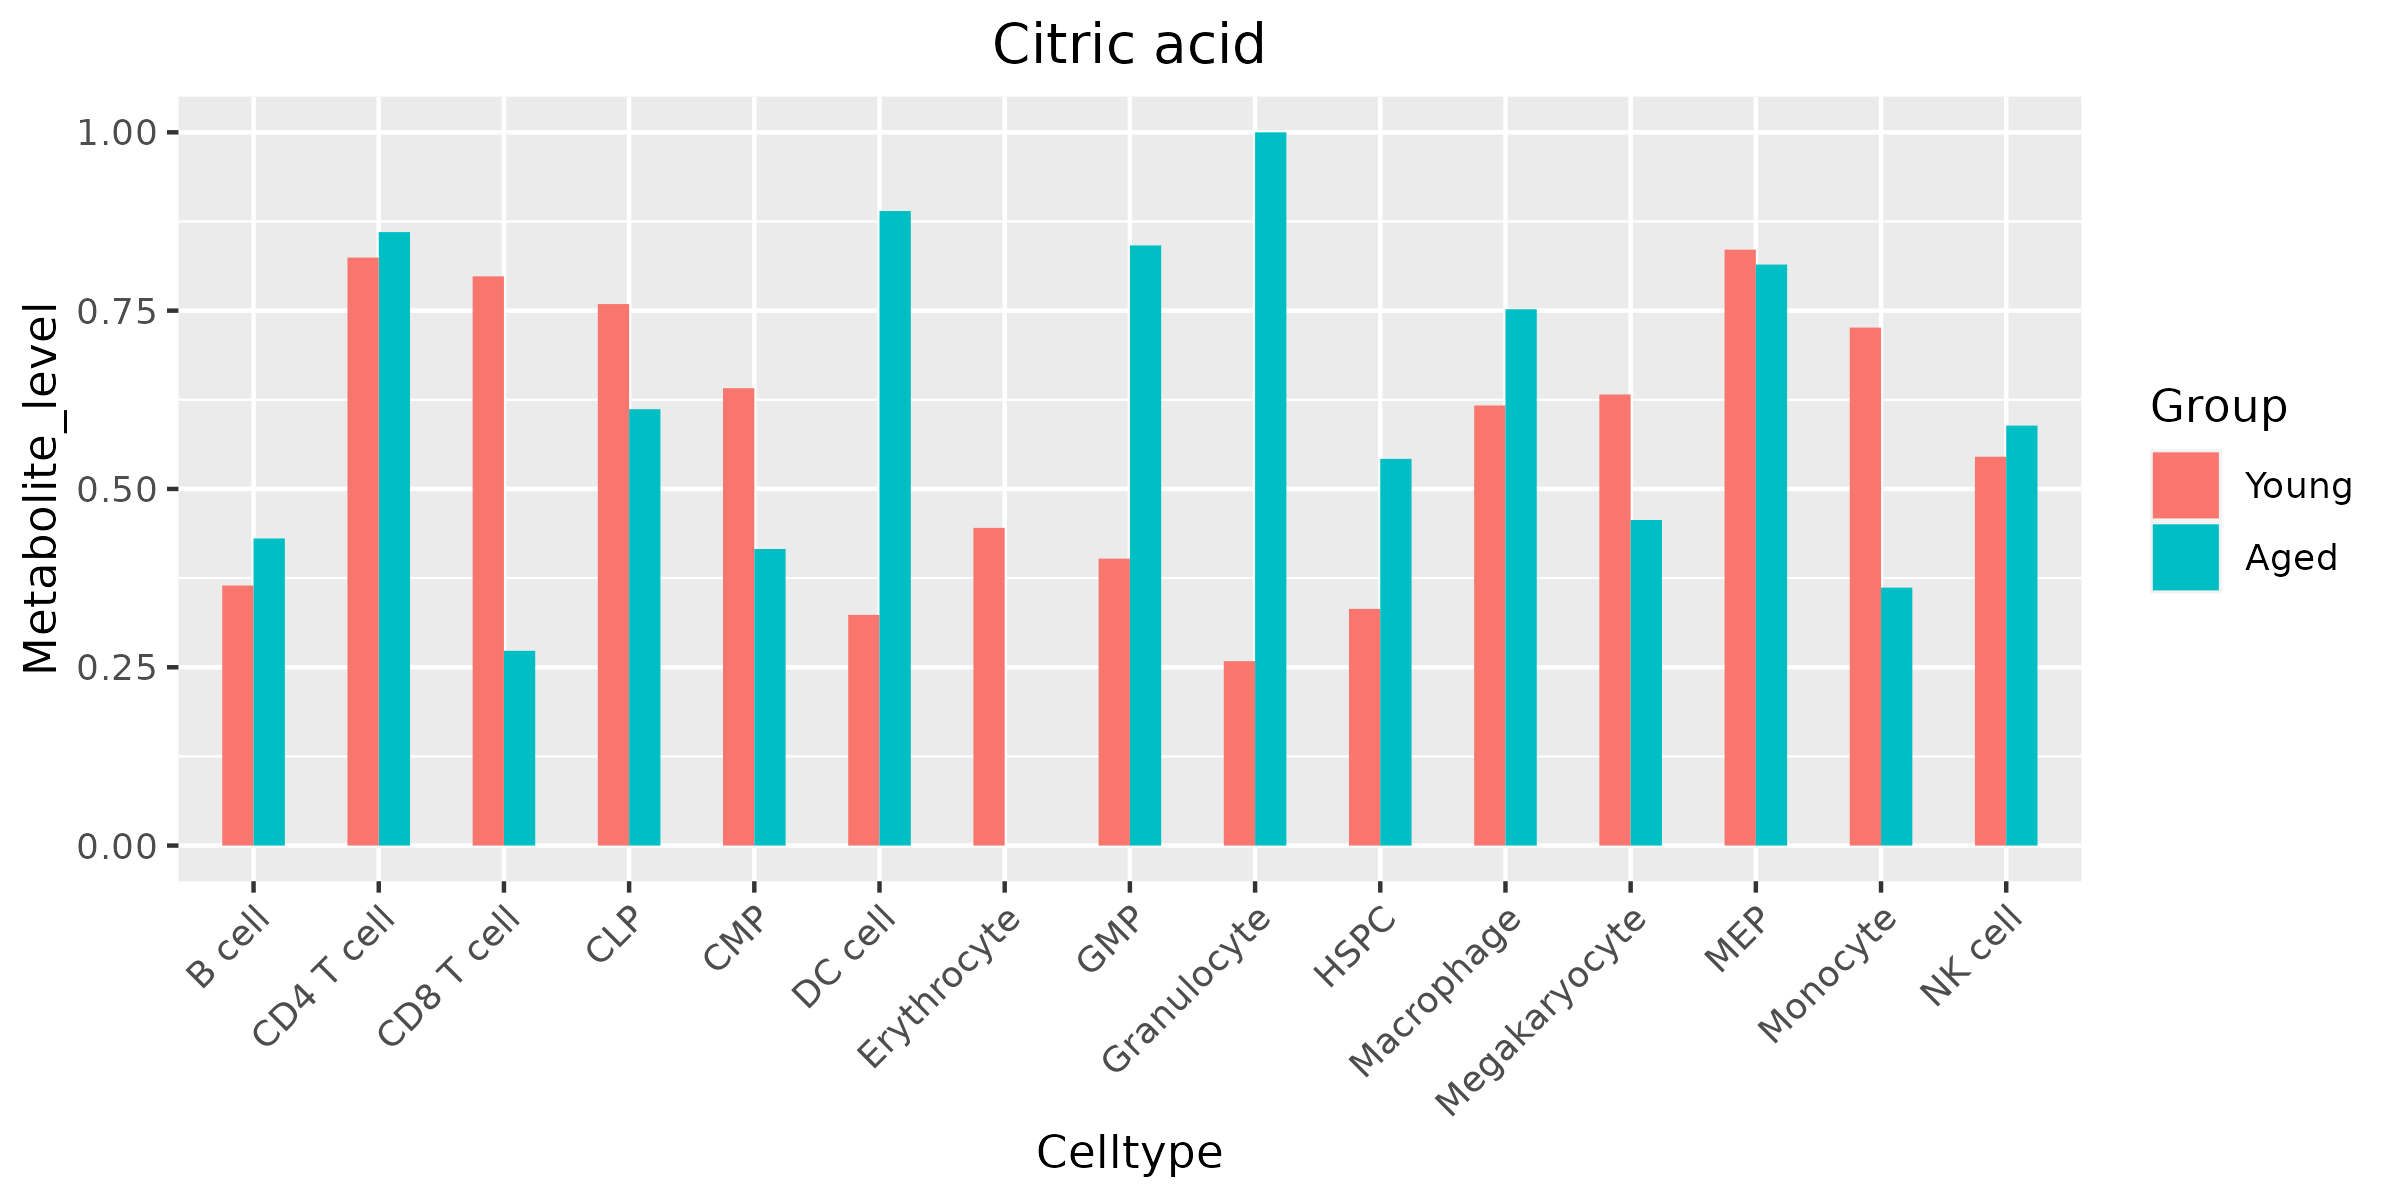 Citric acid
Metabolite_level
1.00
0.75
0.50
0.25
0.00
B cell
CD4 T cell
CD8 T cell
CLP
CMP
DC cell
Erythrocyte
GMP
Granulocyte
HSPC
Macrophage
Megakaryocyte
MEP
Monocyte
NK cell
Celltype
Group
Young
Aged